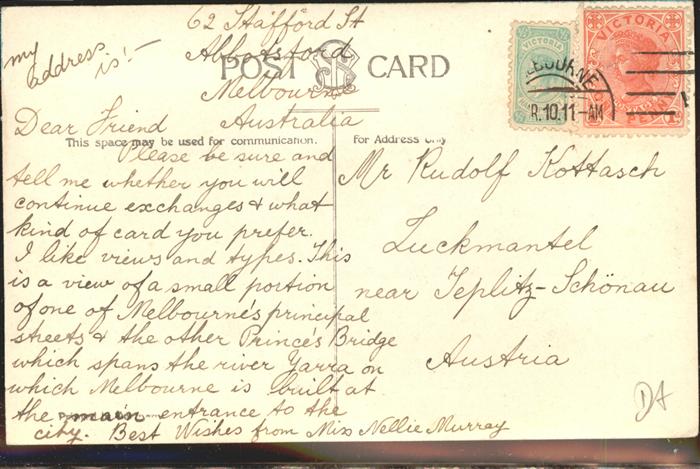 my
address
is:-
62 Stafford St
Abbotsford
Melbourne
Australia
POST CARD
This space may be used for communication.
for Address only
Dear Friend
Please be sure and
tell me whether you will
continue exchanges & what
kind of card you prefer.
I like views and types. This
is a view of a small portion
of one of Melbourne's principal
streets & the other Prince's Bridge
which spans the river Yarra on
which Melbourne is built at
the main entrance to the
city. Best Wishes from Miss Nellie Murray
Mr Rudolf Kottasch
Luckmantel
near Teplitz-Schönau
Austria
VICTORIA
VICTORIA
PENNY
ELBOURNE
R.10.11-AM
DA